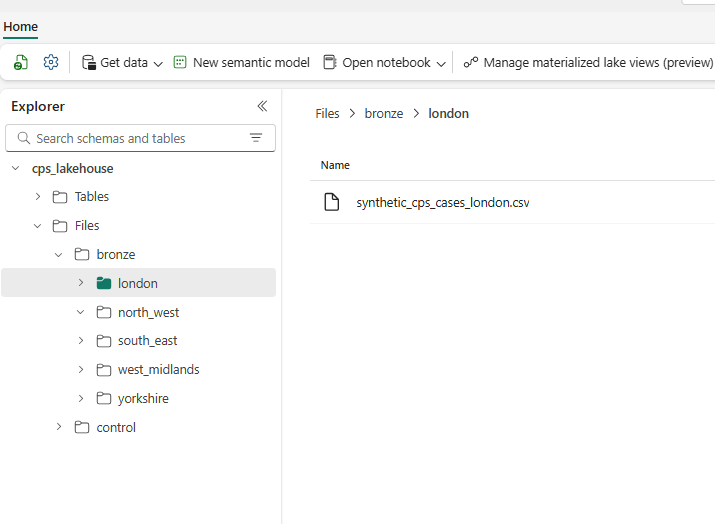 Home
Get data
New semantic model
Open notebook
Manage materialized lake views (preview)
Explorer
Search schemas and tables
cps_lakehouse
Tables
Files
bronze
london
north_west
south_east
west_midlands
yorkshire
control
Files > bronze > london
Name
synthetic_cps_cases_london.csv